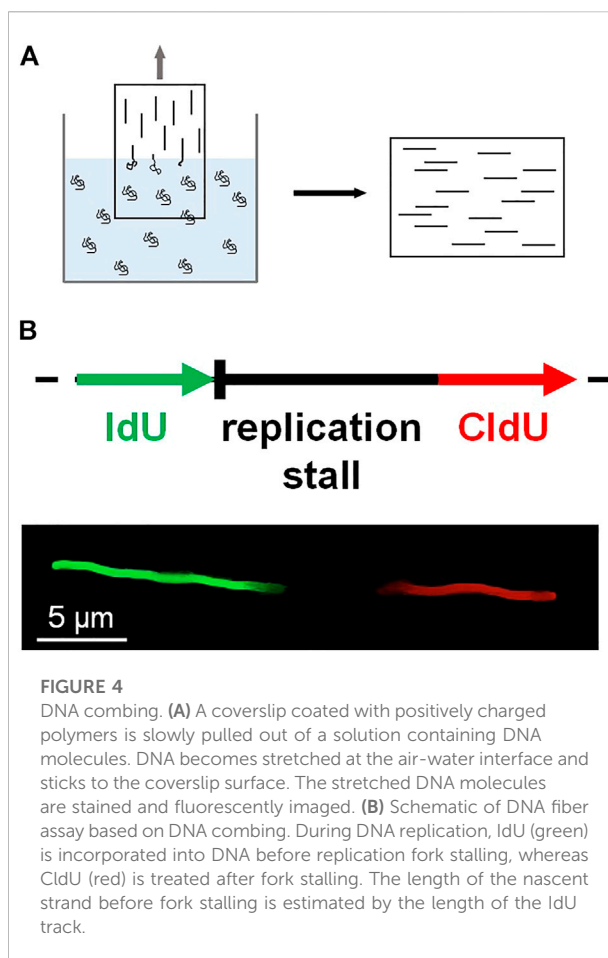 A
B
IdU replication CldU
stall
5 µm
FIGURE 4
DNA combing. (A) A coverslip coated with positively charged
polymers is slowly pulled out of a solution containing DNA
molecules. DNA becomes stretched at the air-water interface and
sticks to the coverslip surface. The stretched DNA molecules
are stained and fluorescently imaged. (B) Schematic of DNA fiber
assay based on DNA combing. During DNA replication, IdU (green)
is incorporated into DNA before replication fork stalling, whereas
CldU (red) is treated after fork stalling. The length of the nascent
strand before fork stalling is estimated by the length of the IdU
track.